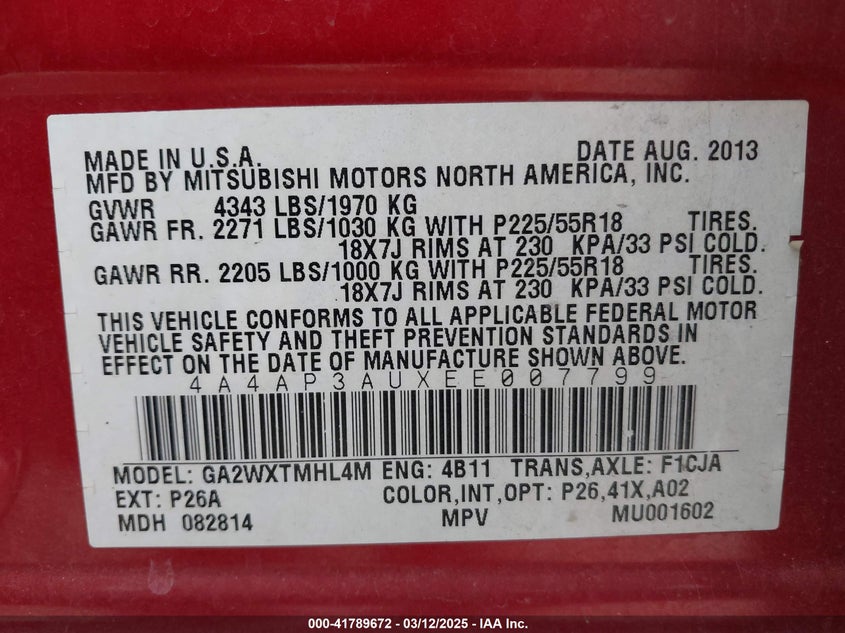 MADE IN U.S.A. DATE AUG. 2013
MFD BY MITSUBISHI MOTORS NORTH AMERICA, INC.
GVWR 4343 LBS/1970 KG
GAWR FR. 2271 LBS/1030 KG WITH P225/55R18 TIRES.
18X7J RIMS AT 230 KPA/33 PSI COLD.
GAWR RR. 2205 LBS/1000 KG WITH P225/55R18 TIRES.
18X7J RIMS AT 230 KPA/33 PSI COLD.
THIS VEHICLE CONFORMS TO ALL APPLICABLE FEDERAL MOTOR
VEHICLE SAFETY AND THEFT PREVENTION STANDARDS IN
EFFECT ON THE DATE OF MANUFACTURE SHOWN ABOVE.
4A4AP3AUXEE007799
MODEL: GA2WXTMHL4M ENG: 4B11 TRANS,AXLE: F1CJA
EXT: P26A COLOR,INT,OPT: P26,41X,A02
MDH 082814 MPV MU001602
000-41789672 — 03/12/2025 — IAA Inc.